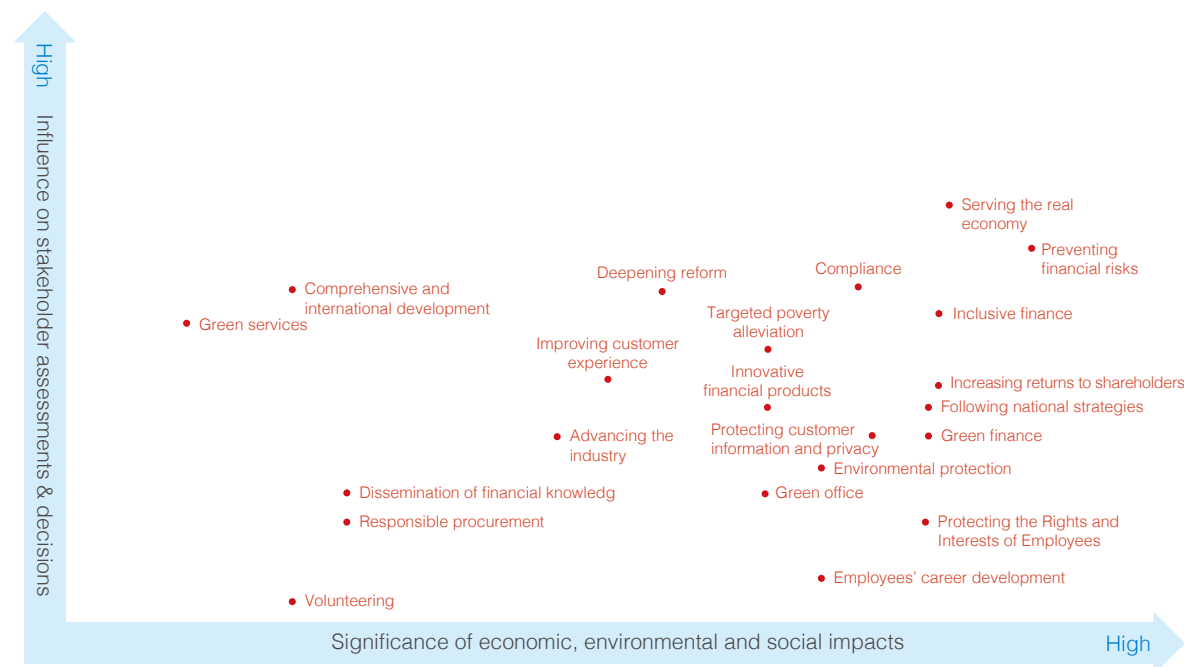 High
Influence on stakeholder assessments & decisions
Serving the real
economy
Preventing
financial risks
Deepening reform
Compliance
Comprehensive and
international development
Green services
Targeted poverty
alleviation
Inclusive finance
Improving customer
experience
Innovative
financial products
Increasing returns to shareholders
Following national strategies
Protecting customer
information and privacy
Green finance
Advancing the
industry
Environmental protection
Dissemination of financial knowledg
Green office
Responsible procurement
Protecting the Rights and
Interests of Employees
Employees’ career development
Volunteering
Significance of economic, environmental and social impacts
High